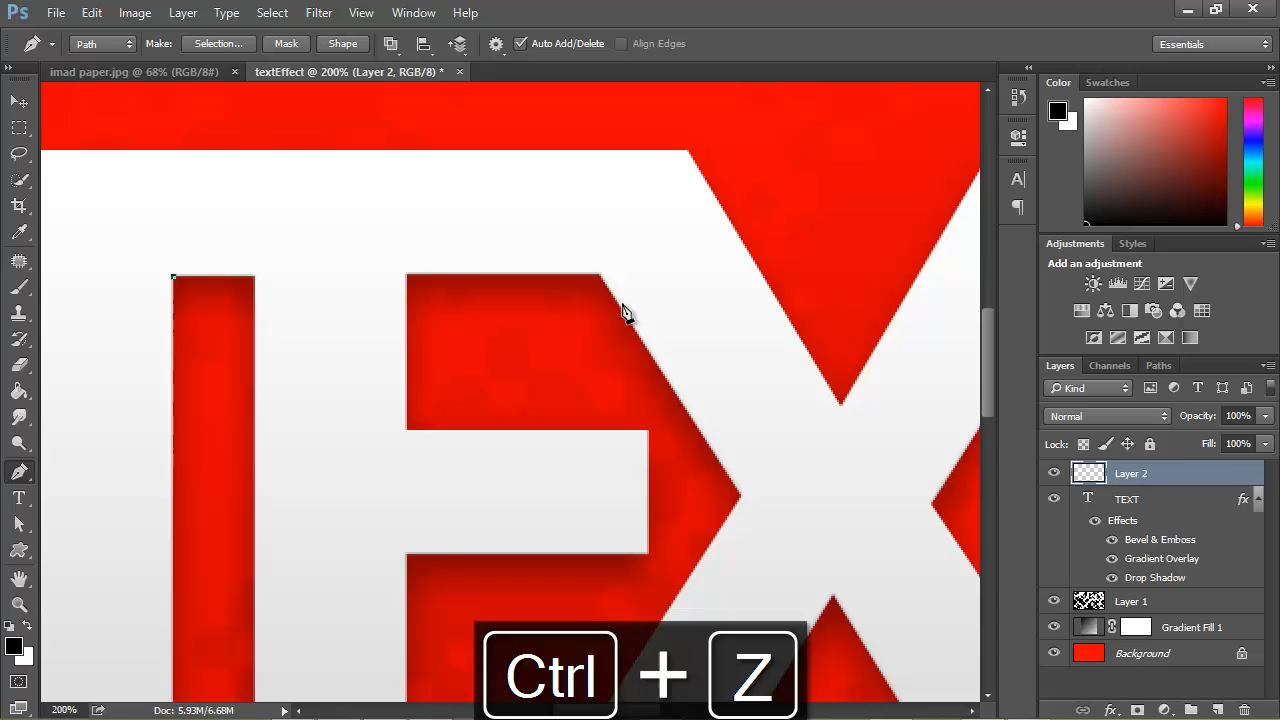 Ps File Edit Image Layer Type Select Filter View Window Help
Path Make: Selection... Mask Shape Auto Add/Delete Align Edges Essentials
imad paper.jpg @ 68% (RGB/8#) × textEffect @ 200% (Layer 2, RGB/8) * ×
Color Swatches
Adjustments Styles
Add an adjustment
Layers Channels Paths
Kind
Normal Opacity: 100%
Lock: Fill: 100%
Layer 2
T TEXT fx
Effects
Bevel & Emboss
Gradient Overlay
Drop Shadow
Layer 1
Gradient Fill 1
Background
TEX
Ctrl + Z
200% Doc: 5.93M/6.68M